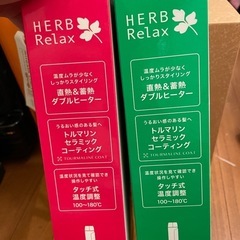 HERB
Relax
温度ムラが少なく
しっかりスタイリング
直熱&蓄熱
ダブルヒーター
うるおい感のある髪へ
トルマリン
セラミック
コーティング
TOURMALINE COAT
温度状況を見て確認でき
操作しやすい
タッチ式
温度調整
100〜180℃
HERB
Relax
温度ムラが少なく
しっかりスタイリング
直熱&蓄熱
ダブルヒーター
うるおい感のある髪へ
トルマリン
セラミック
コーティング
TOURMALINE COAT
温度状況を見て確認でき
操作しやすい
タッチ式
温度調整
100〜180℃